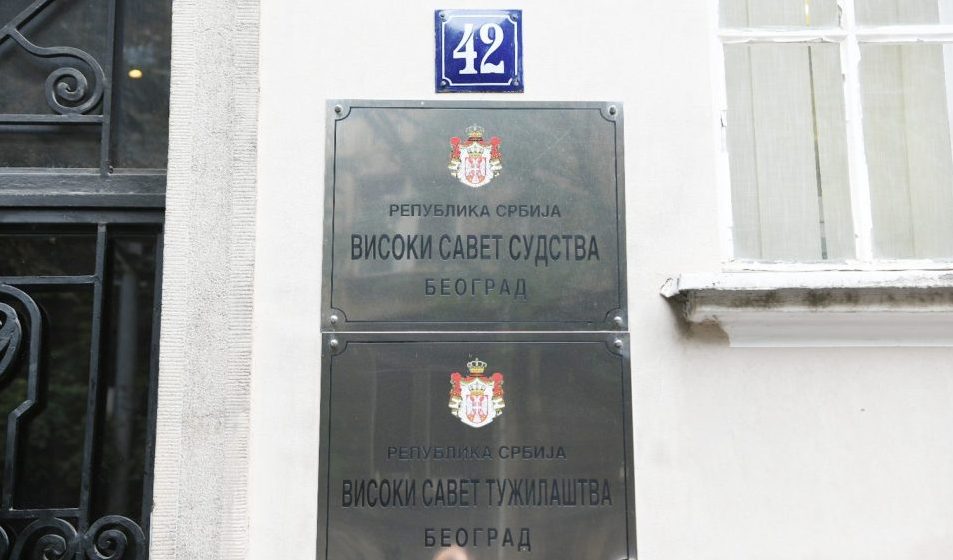 42
РЕПУБЛИКА СРБИЈА
ВИСОКИ САВЕТ СУДСТВА
БЕОГРАД
РЕПУБЛИКА СРБИЈА
ВИСОКИ САВЕТ ТУЖИЛАШТВА
БЕОГРАД